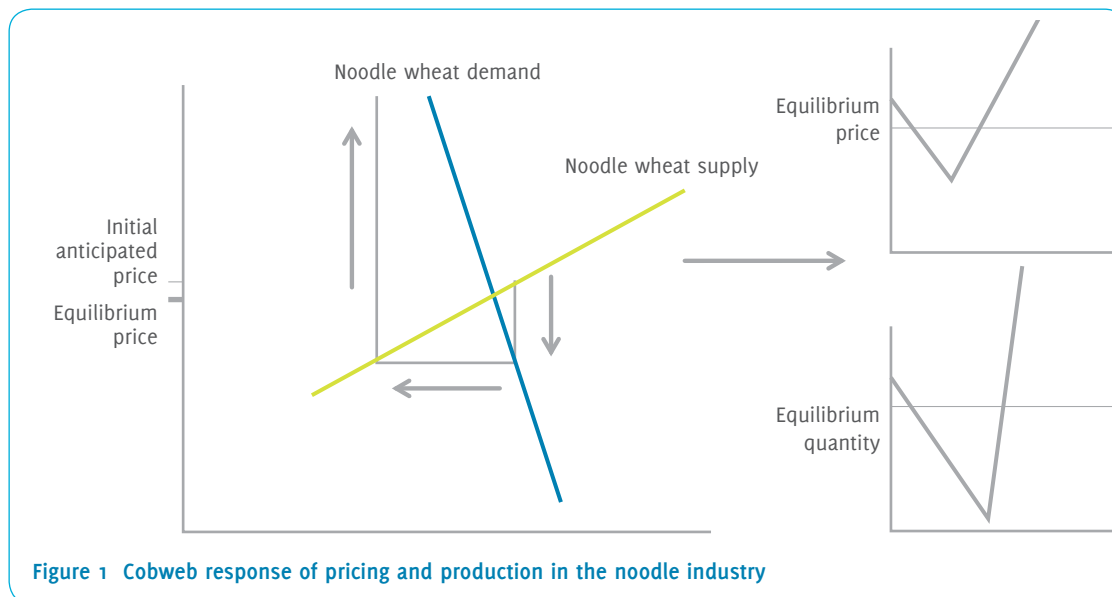 Noodle wheat demand
Noodle wheat supply
Initial
anticipated
price
Equilibrium
price
Equilibrium
price
Equilibrium
quantity
Figure 1 Cobweb response of pricing and production in the noodle industry